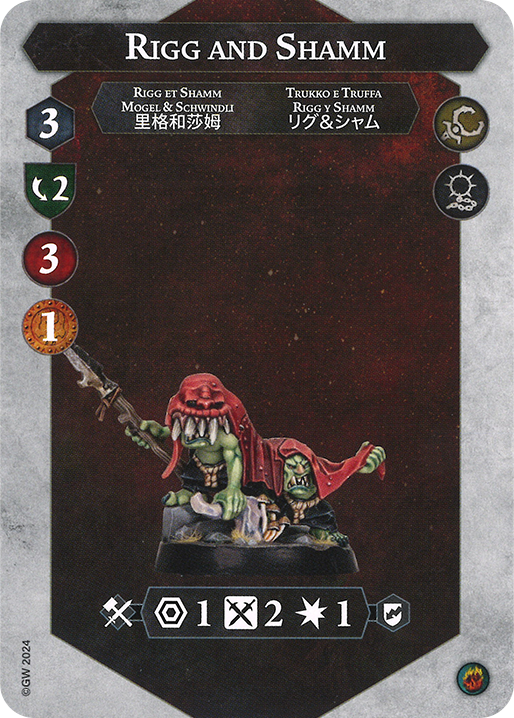 Rigg and Shamm
Rigg et Shamm
Mogel & Schwindli
里格和莎姆
Trukko e Truffa
Rigg y Shamm
リグ&シャム
3
2
3
1
1 2 1
©GW 2024